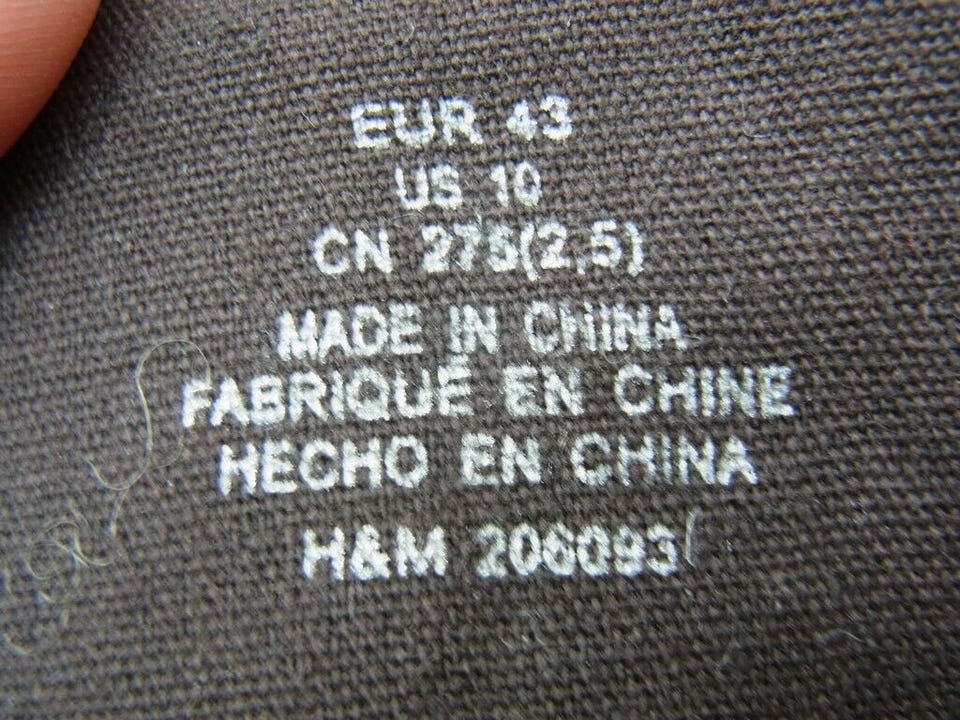 EUR 43
US 10
CN 275(2,5)
MADE IN CHINA
FABRIQUÉ EN CHINE
HECHO EN CHINA
H&M 206093